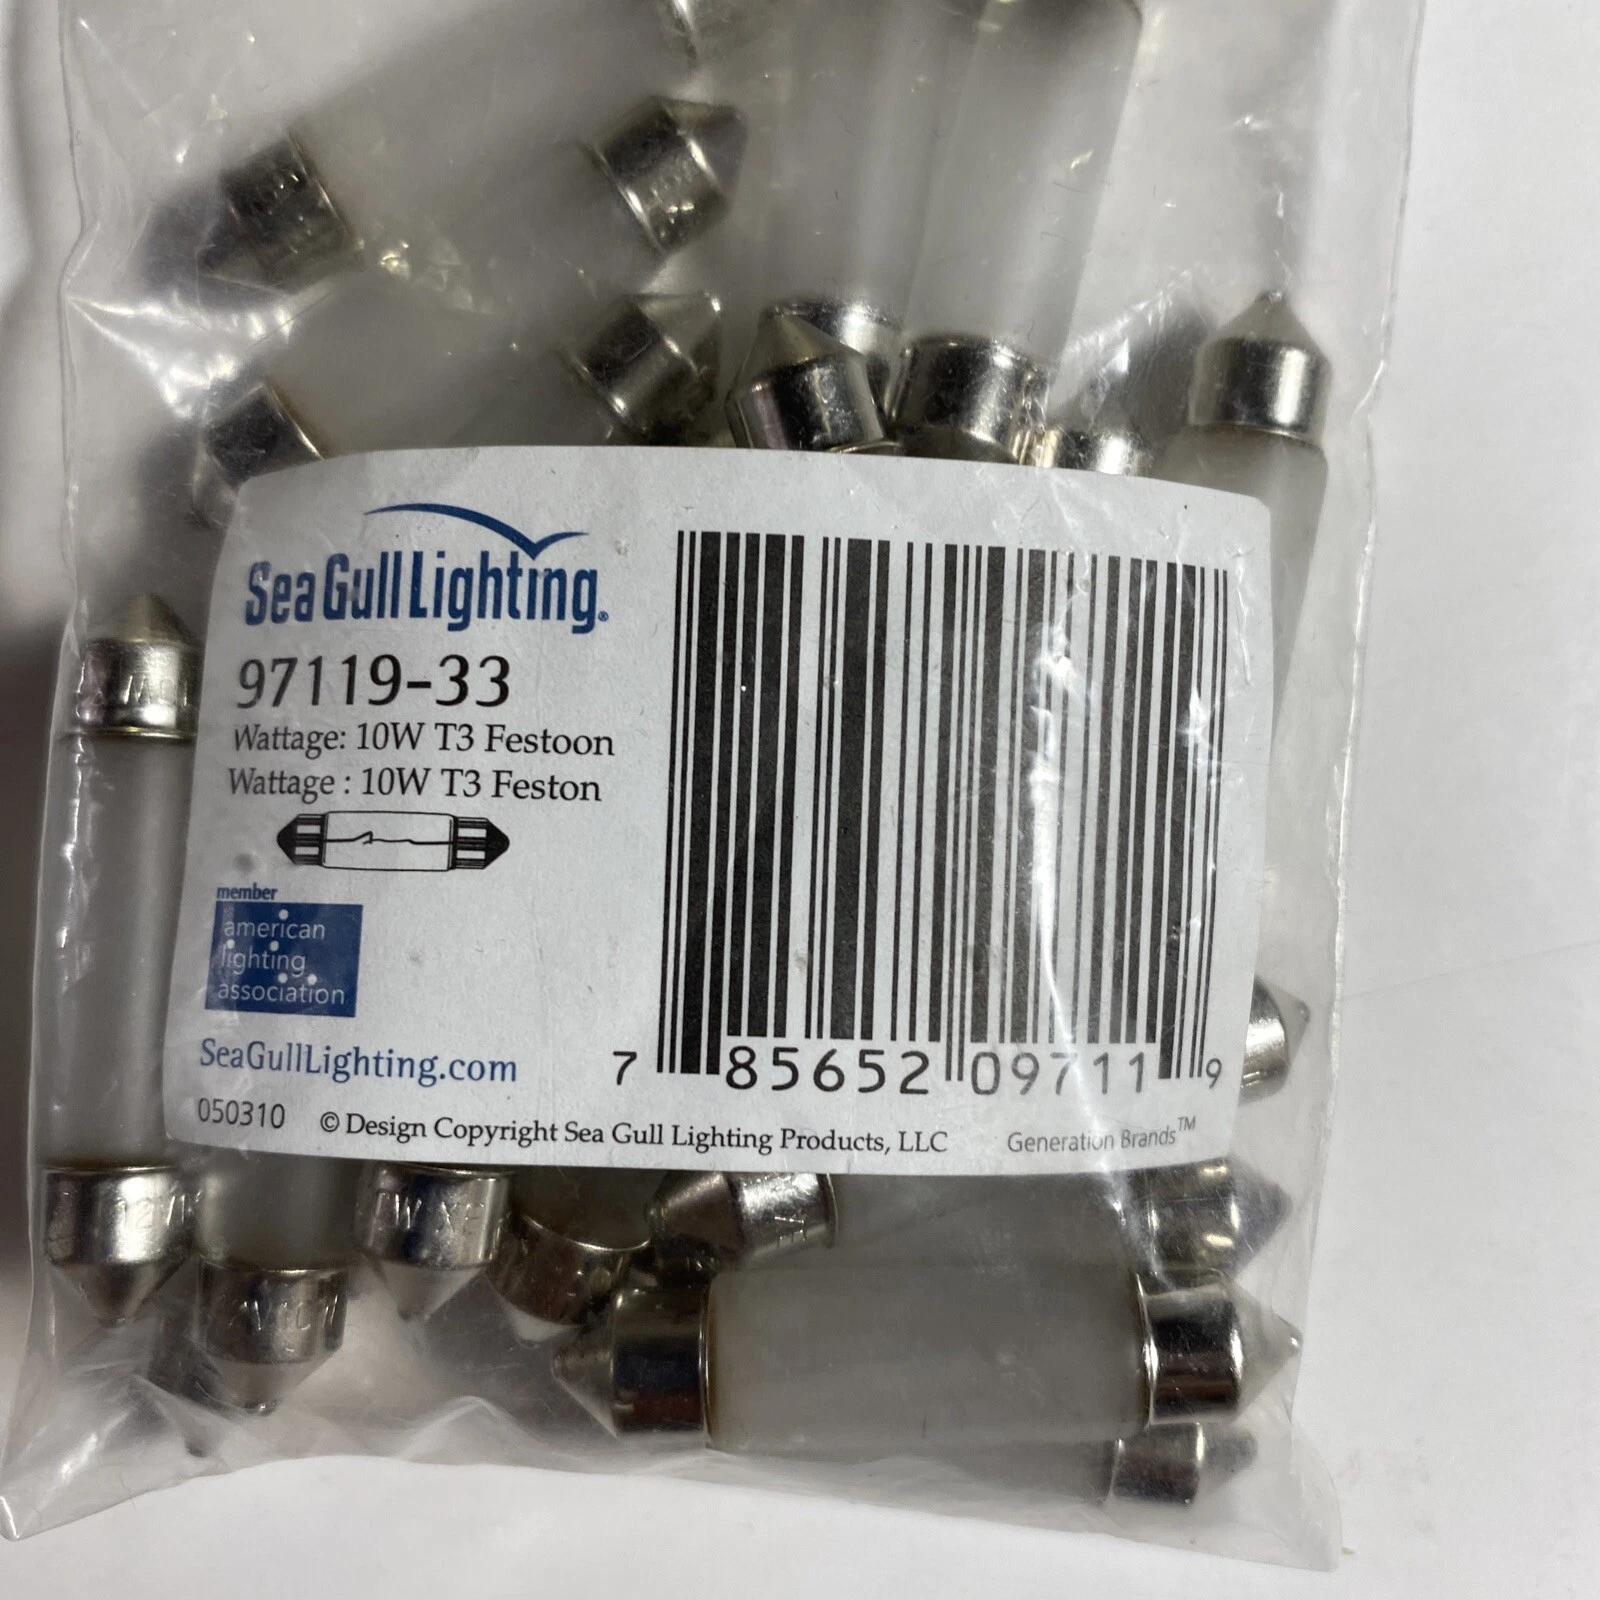 Sea Gull Lighting®
97119-33
Wattage: 10W T3 Festoon
Wattage : 10W T3 Feston
member
american
lighting
association
SeaGullLighting.com
7 85652 09711 9
050310 © Design Copyright Sea Gull Lighting Products, LLC Generation Brands™